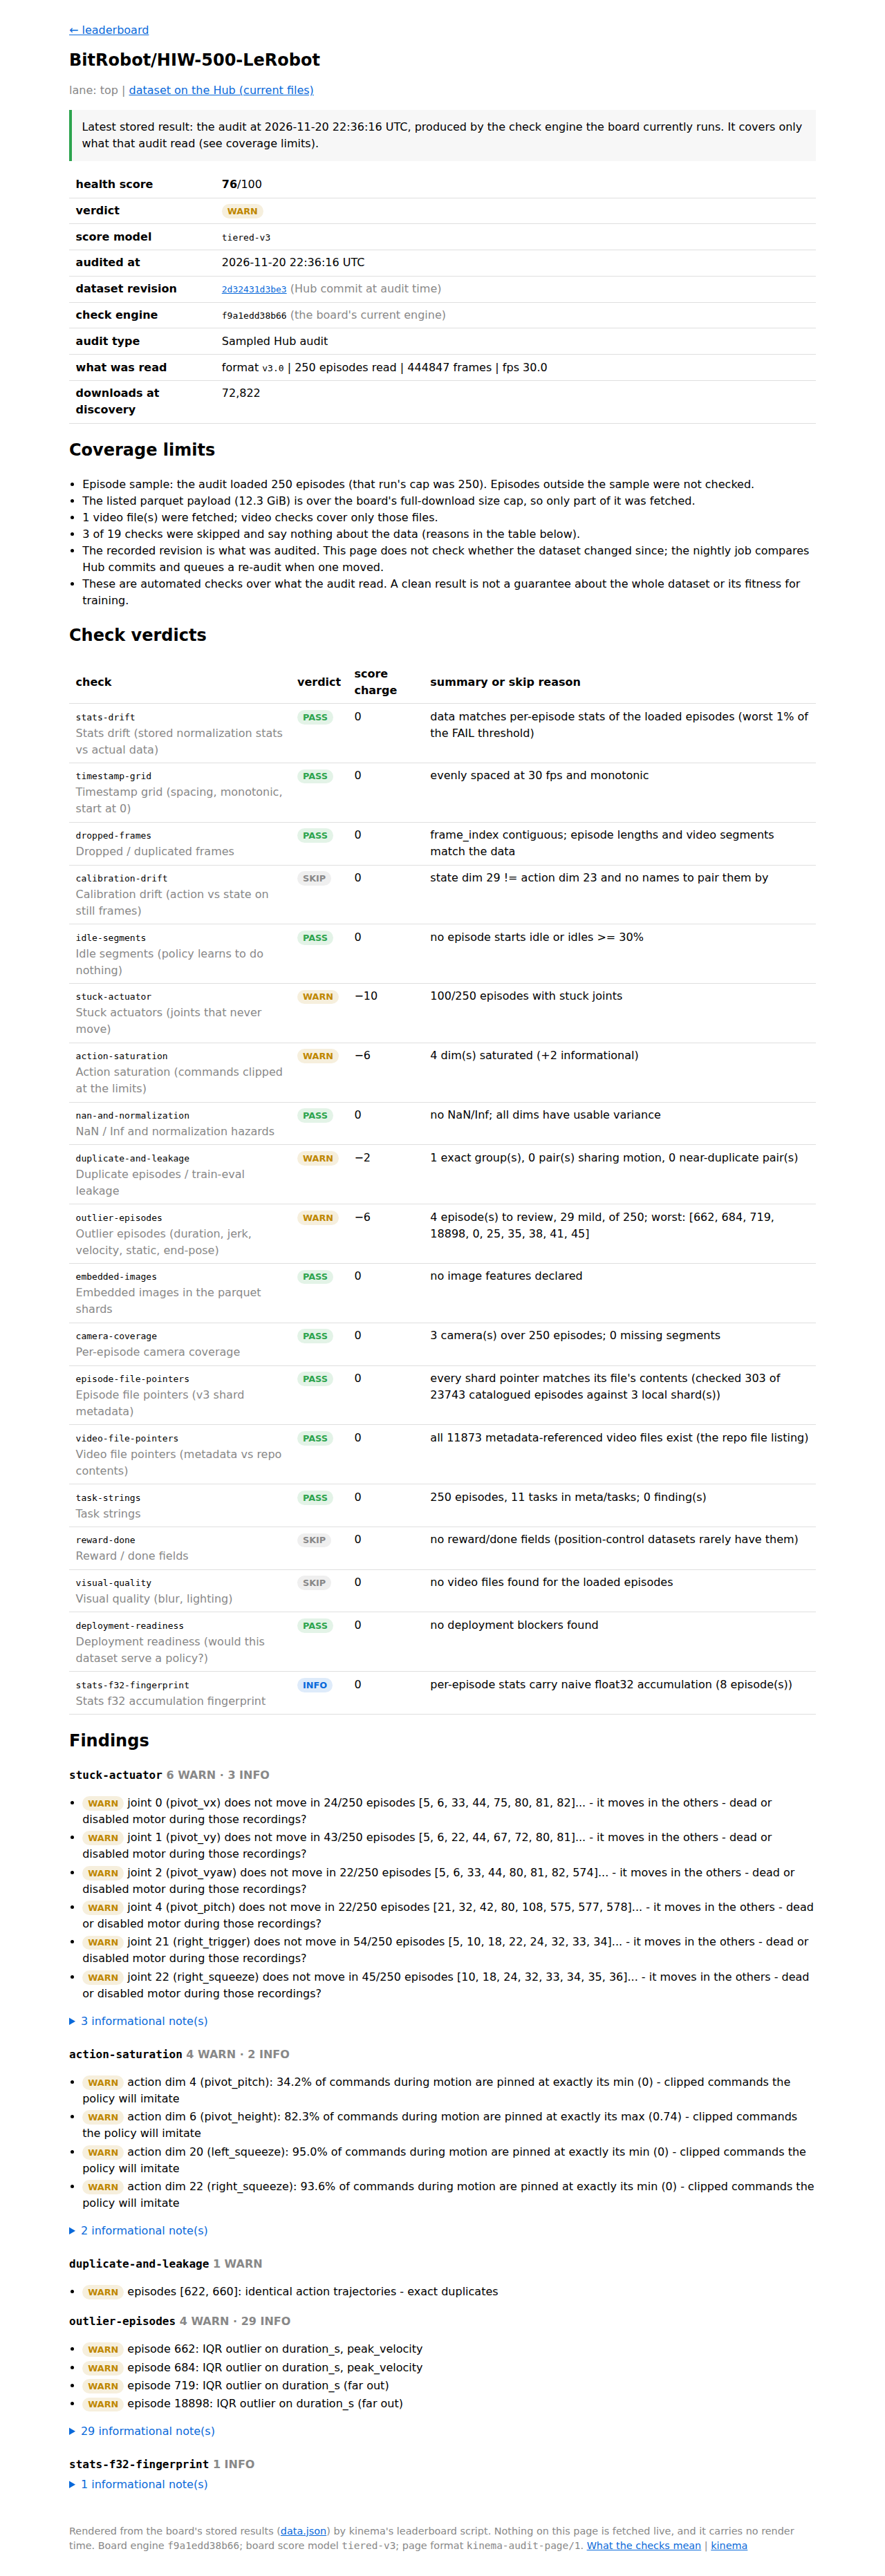 ← leaderboard
BitRobot/HIW-500-LeRobot
lane: top | dataset on the Hub (current files)
Latest stored result: the audit at 2026-11-20 22:36:16 UTC, produced by the check engine the board currently runs. It covers only
what that audit read (see coverage limits).
health score 76/100
verdict WARN
score model tiered-v3
audited at 2026-11-20 22:36:16 UTC
dataset revision 2d32431d3be3 (Hub commit at audit time)
check engine f9a1edd38b66 (the board's current engine)
audit type Sampled Hub audit
what was read format v3.0 | 250 episodes read | 444847 frames | fps 30.0
downloads at 72,822
discovery
Coverage limits
• Episode sample: the audit loaded 250 episodes (that run's cap was 250). Episodes outside the sample were not checked.
• The listed parquet payload (12.3 GiB) is over the board's full-download size cap, so only part of it was fetched.
• 1 video file(s) were fetched; video checks cover only those files.
• 3 of 19 checks were skipped and say nothing about the data (reasons in the table below).
• The recorded revision is what was audited. This page does not check whether the dataset changed since; the nightly job compares
Hub commits and queues a re-audit when one moved.
• These are automated checks over what the audit read. A clean result is not a guarantee about the whole dataset or its fitness for
training.
Check verdicts
check verdict score charge summary or skip reason
stats-drift PASS 0 data matches per-episode stats of the loaded episodes (worst 1% of
Stats drift (stored normalization stats the FAIL threshold)
vs actual data)
timestamp-grid PASS 0 evenly spaced at 30 fps and monotonic
Timestamp grid (spacing, monotonic,
start at 0)
dropped-frames PASS 0 frame_index contiguous; episode lengths and video segments
Dropped / duplicated frames match the data
calibration-drift SKIP 0 state dim 29 != action dim 23 and no names to pair them by
Calibration drift (action vs state on
still frames)
idle-segments PASS 0 no episode starts idle or idles >= 30%
Idle segments (policy learns to do
nothing)
stuck-actuator WARN −10 100/250 episodes with stuck joints
Stuck actuators (joints that never
move)
action-saturation WARN −6 4 dim(s) saturated (+2 informational)
Action saturation (commands clipped
at the limits)
nan-and-normalization PASS 0 no NaN/Inf; all dims have usable variance
NaN / Inf and normalization hazards
duplicate-and-leakage WARN −2 1 exact group(s), 0 pair(s) sharing motion, 0 near-duplicate pair(s)
Duplicate episodes / train-eval
leakage
outlier-episodes WARN −6 4 episode(s) to review, 29 mild, of 250; worst: [662, 684, 719,
Outlier episodes (duration, jerk, 18898, 0, 25, 35, 38, 41, 45]
velocity, static, end-pose)
embedded-images PASS 0 no image features declared
Embedded images in the parquet
shards
camera-coverage PASS 0 3 camera(s) over 250 episodes; 0 missing segments
Per-episode camera coverage
episode-file-pointers PASS 0 every shard pointer matches its file's contents (checked 303 of
Episode file pointers (v3 shard 23743 catalogued episodes against 3 local shard(s))
metadata)
video-file-pointers PASS 0 all 11873 metadata-referenced video files exist (the repo file listing)
Video file pointers (metadata vs repo
contents)
task-strings PASS 0 250 episodes, 11 tasks in meta/tasks; 0 finding(s)
Task strings
reward-done SKIP 0 no reward/done fields (position-control datasets rarely have them)
Reward / done fields
visual-quality SKIP 0 no video files found for the loaded episodes
Visual quality (blur, lighting)
deployment-readiness PASS 0 no deployment blockers found
Deployment readiness (would this
dataset serve a policy?)
stats-f32-fingerprint INFO 0 per-episode stats carry naive float32 accumulation (8 episode(s))
Stats f32 accumulation fingerprint
Findings
stuck-actuator 6 WARN · 3 INFO
• WARN joint 0 (pivot_vx) does not move in 24/250 episodes [5, 6, 33, 44, 75, 80, 81, 82]... - it moves in the others - dead or
disabled motor during those recordings?
• WARN joint 1 (pivot_vy) does not move in 43/250 episodes [5, 6, 22, 44, 67, 72, 80, 81]... - it moves in the others - dead or
disabled motor during those recordings?
• WARN joint 2 (pivot_vyaw) does not move in 22/250 episodes [5, 6, 33, 44, 80, 81, 82, 574]... - it moves in the others - dead or
disabled motor during those recordings?
• WARN joint 4 (pivot_pitch) does not move in 22/250 episodes [21, 32, 42, 80, 108, 575, 577, 578]... - it moves in the others - dead
or disabled motor during those recordings?
• WARN joint 21 (right_trigger) does not move in 54/250 episodes [5, 10, 18, 22, 24, 32, 33, 34]... - it moves in the others - dead or
disabled motor during those recordings?
• WARN joint 22 (right_squeeze) does not move in 45/250 episodes [10, 18, 24, 32, 33, 34, 35, 36]... - it moves in the others - dead
or disabled motor during those recordings?
▶ 3 informational note(s)
action-saturation 4 WARN · 2 INFO
• WARN action dim 4 (pivot_pitch): 34.2% of commands during motion are pinned at exactly its min (0) - clipped commands the
policy will imitate
• WARN action dim 6 (pivot_height): 82.3% of commands during motion are pinned at exactly its max (0.74) - clipped commands
the policy will imitate
• WARN action dim 20 (left_squeeze): 95.0% of commands during motion are pinned at exactly its min (0) - clipped commands the
policy will imitate
• WARN action dim 22 (right_squeeze): 93.6% of commands during motion are pinned at exactly its min (0) - clipped commands the
policy will imitate
▶ 2 informational note(s)
duplicate-and-leakage 1 WARN
• WARN episodes [622, 660]: identical action trajectories - exact duplicates
outlier-episodes 4 WARN · 29 INFO
• WARN episode 662: IQR outlier on duration_s, peak_velocity
• WARN episode 684: IQR outlier on duration_s, peak_velocity
• WARN episode 719: IQR outlier on duration_s (far out)
• WARN episode 18898: IQR outlier on duration_s (far out)
▶ 29 informational note(s)
stats-f32-fingerprint 1 INFO
▶ 1 informational note(s)
Rendered from the board's stored results (data.json) by kinema's leaderboard script. Nothing on this page is fetched live, and it carries no render
time. Board engine f9a1edd38b66; board score model tiered-v3; page format kinema-audit-page/1. What the checks mean | kinema